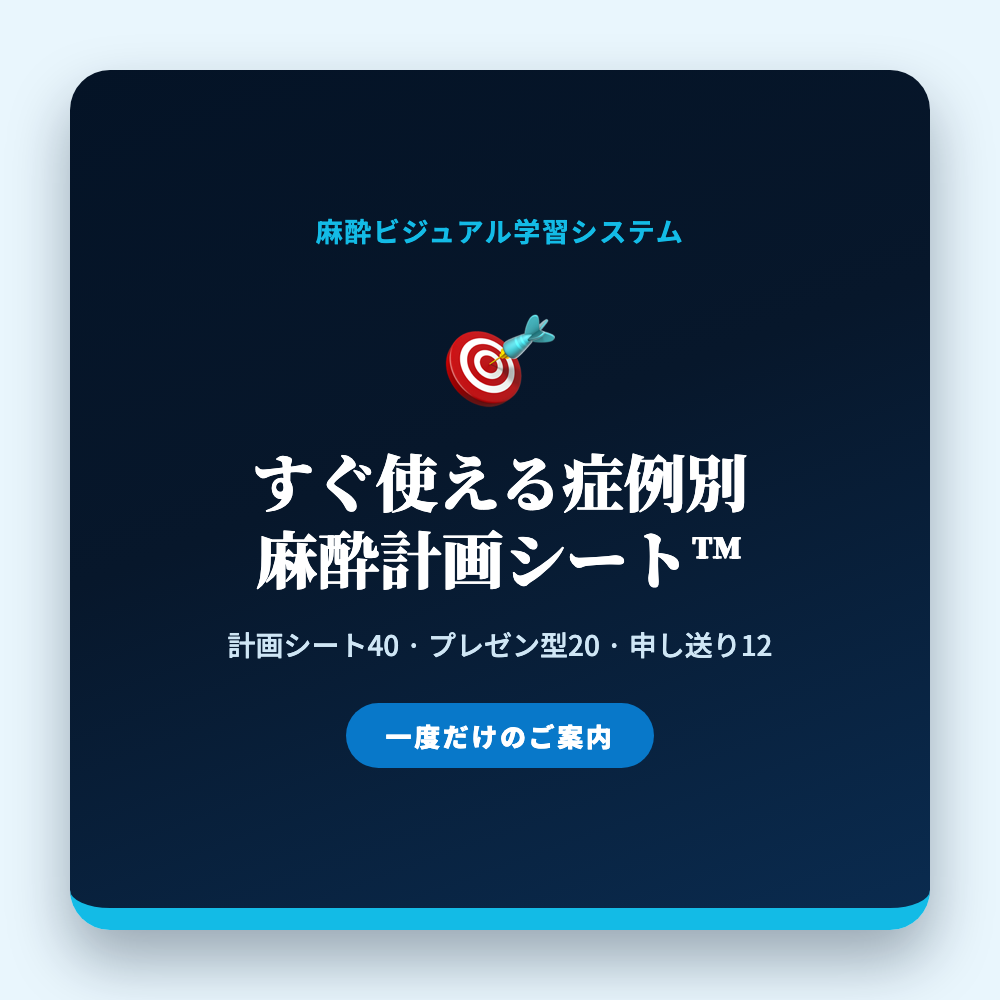 麻酔ビジュアル学習システム
すぐ使える症例別
麻酔計画シート™
計画シート40 · プレゼン型20 · 申し送り12
一度だけのご案内